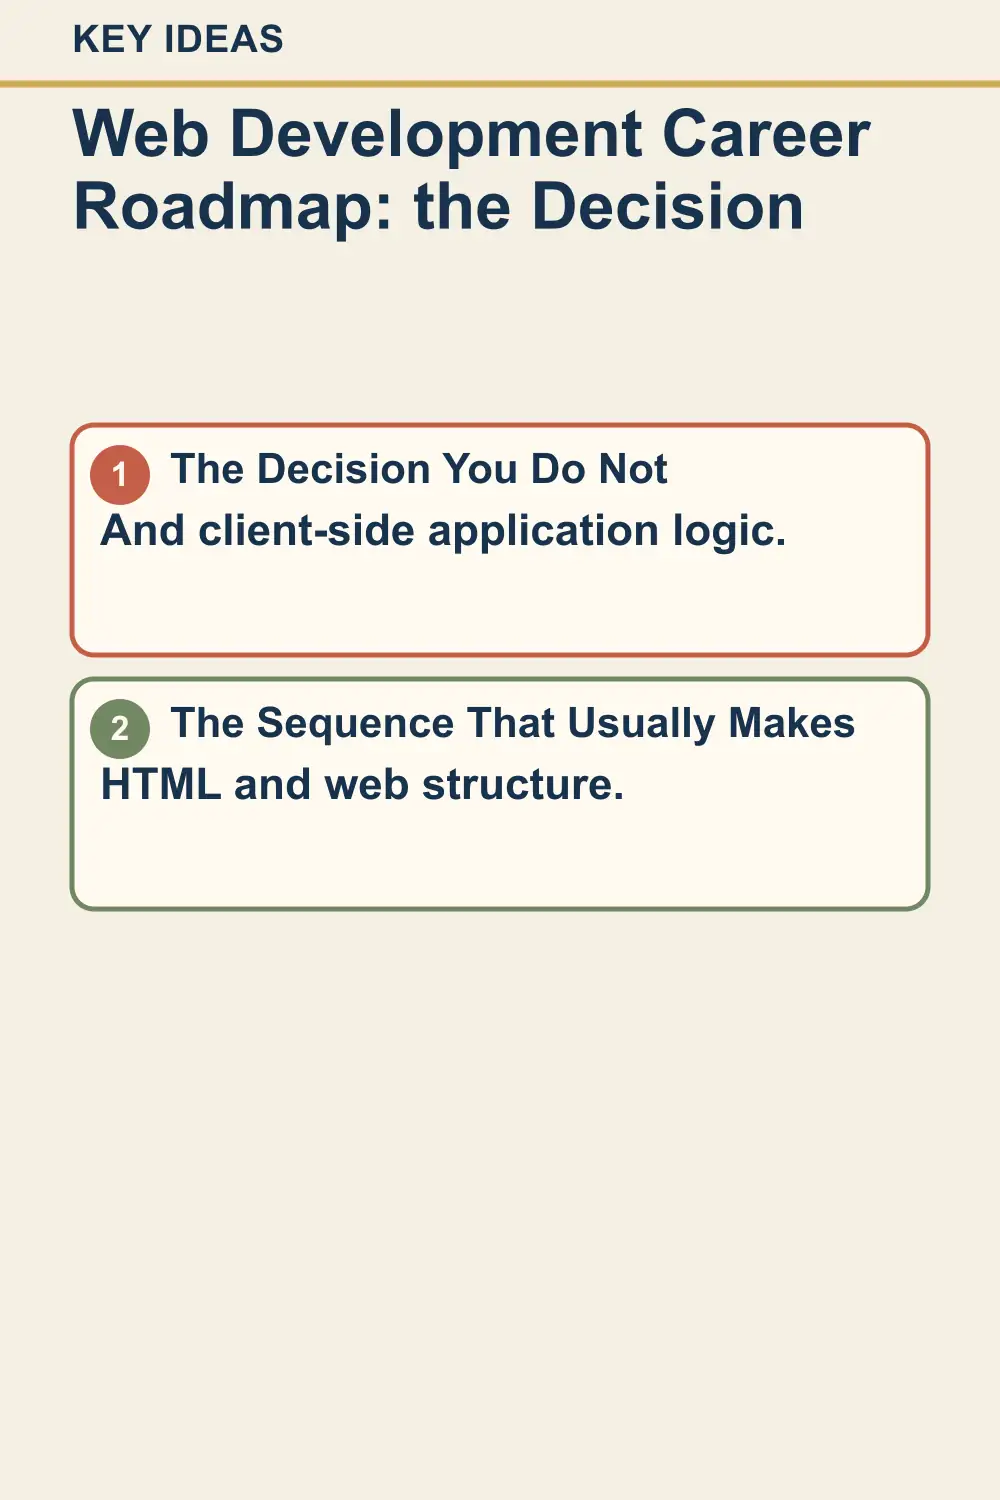 KEY IDEAS
Web Development Career
Roadmap: the Decision
1 The Decision You Do Not
And client-side application logic.
2 The Sequence That Usually Makes
HTML and web structure.